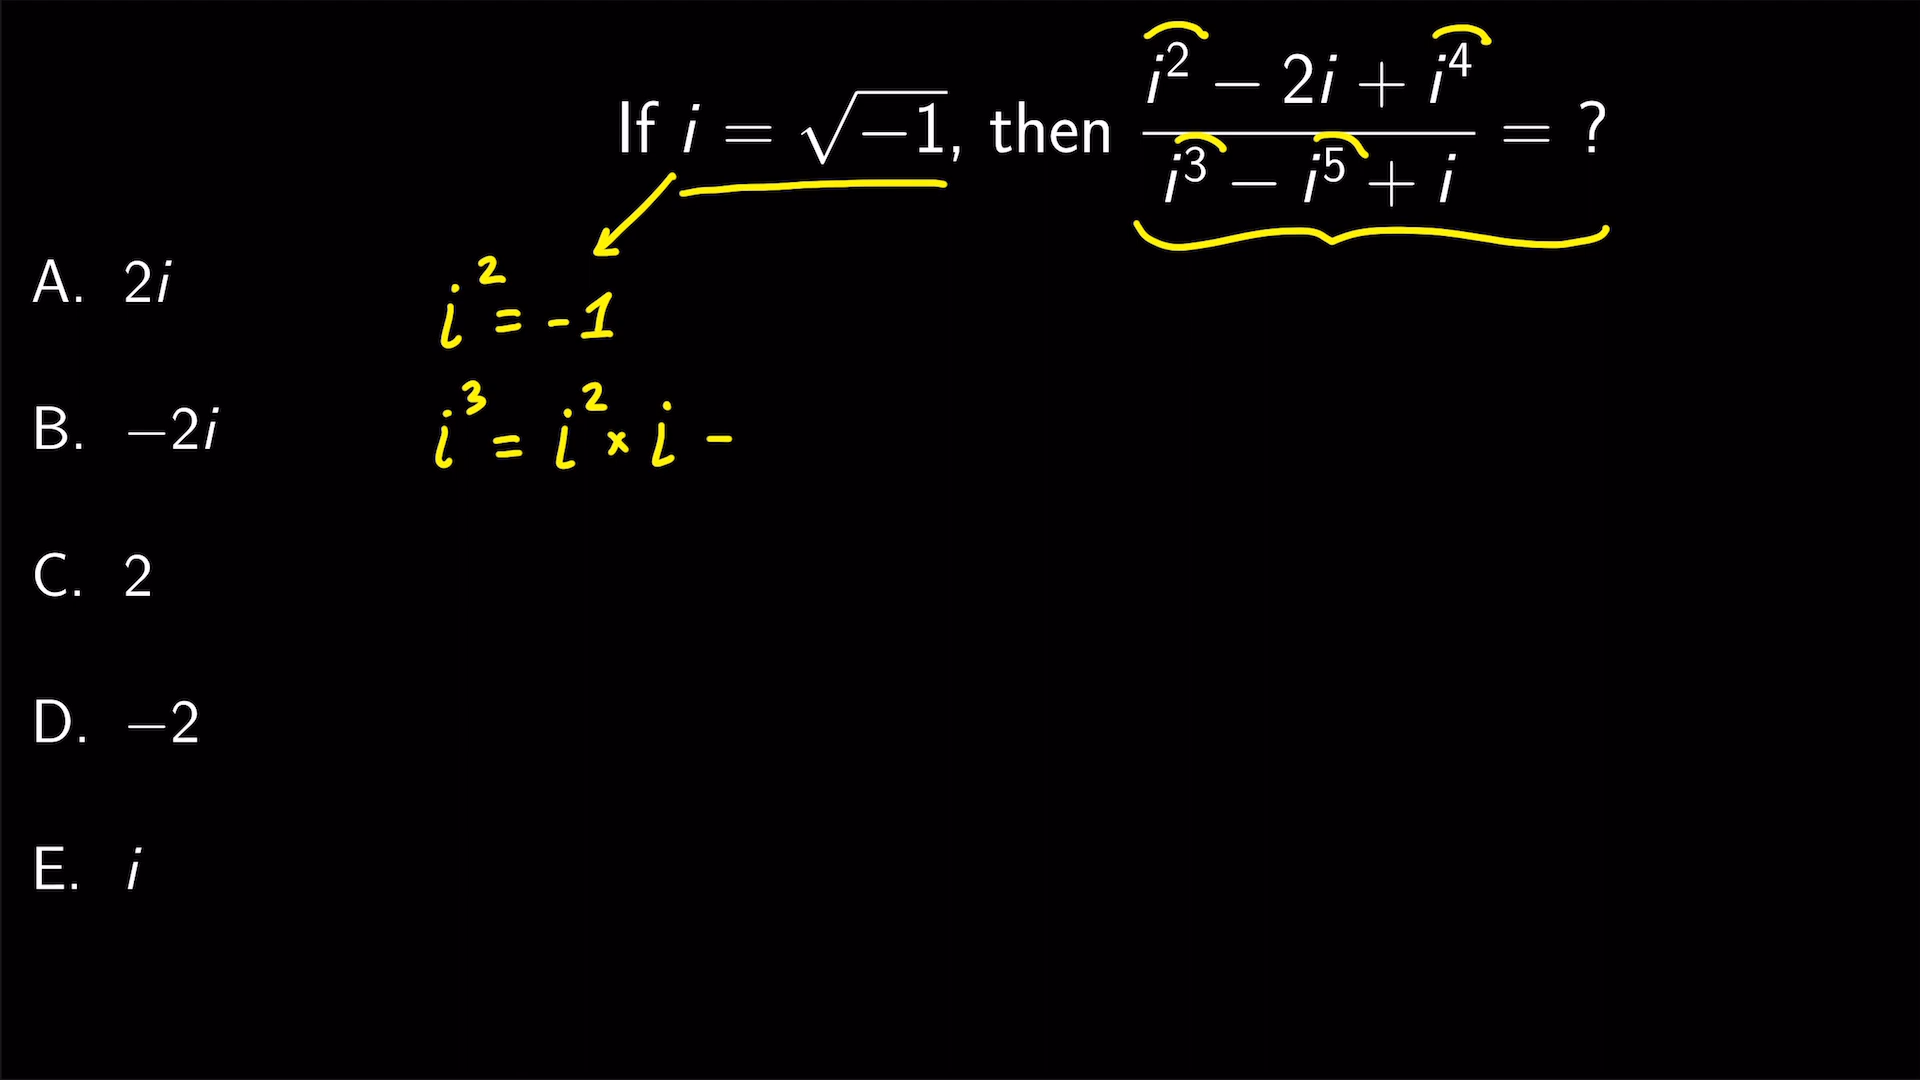 If i = √−1, then (i² − 2i + i⁴)/(i³ − i⁵ + i) = ?
A. 2i
i² = -1
B. −2i
i³ = i² × i -
C. 2
D. −2
E. i